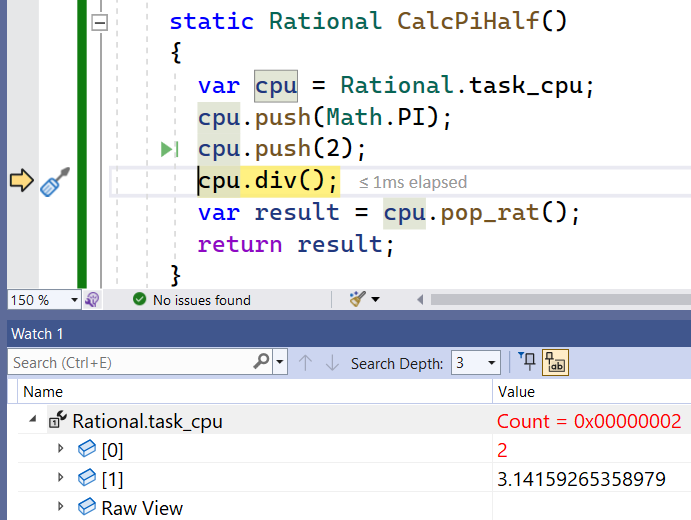 static Rational CalcPiHalf()
{
var cpu = Rational.task_cpu;
cpu.push(Math.PI);
cpu.push(2);
cpu.div(); ≤ 1ms elapsed
var result = cpu.pop_rat();
return result;
}
150 % No issues found
Watch 1
Search (Ctrl+E) Search Depth: 3
Name Value
Rational.task_cpu Count = 0x00000002
[0] 2
[1] 3.14159265358979
Raw View